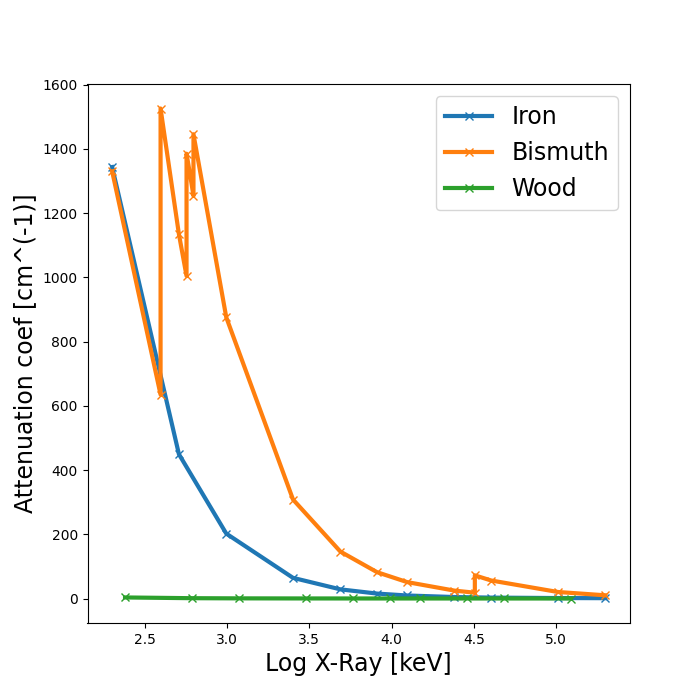 1600
1400
1200
1000
800
600
400
200
0
Attenuation coef [cm^(-1)]
Iron
Bismuth
Wood
2.5 3.0 3.5 4.0 4.5 5.0
Log X-Ray [keV]